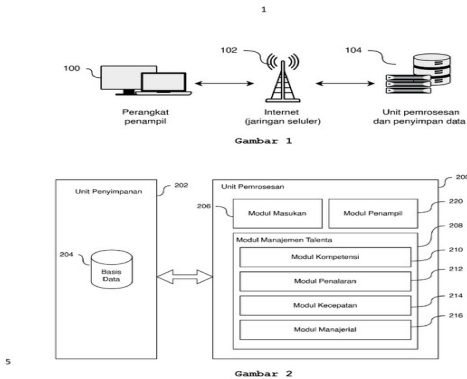 1
100
102
104
Perangkat
penampil
Internet
(jaringan seluler)
Unit pemrosesan
dan penyimpan data
Gambar 1
Unit Penyimpanan
202
204
Basis
Data
Unit Pemrosesan
200
206
Modul Masukan
Modul Penampil
220
208
Modul Manajemen Talenta
Modul Kompetensi
210
Modul Penalaran
212
Modul Kecepatan
214
Modul Manajerial
216
5
Gambar 2